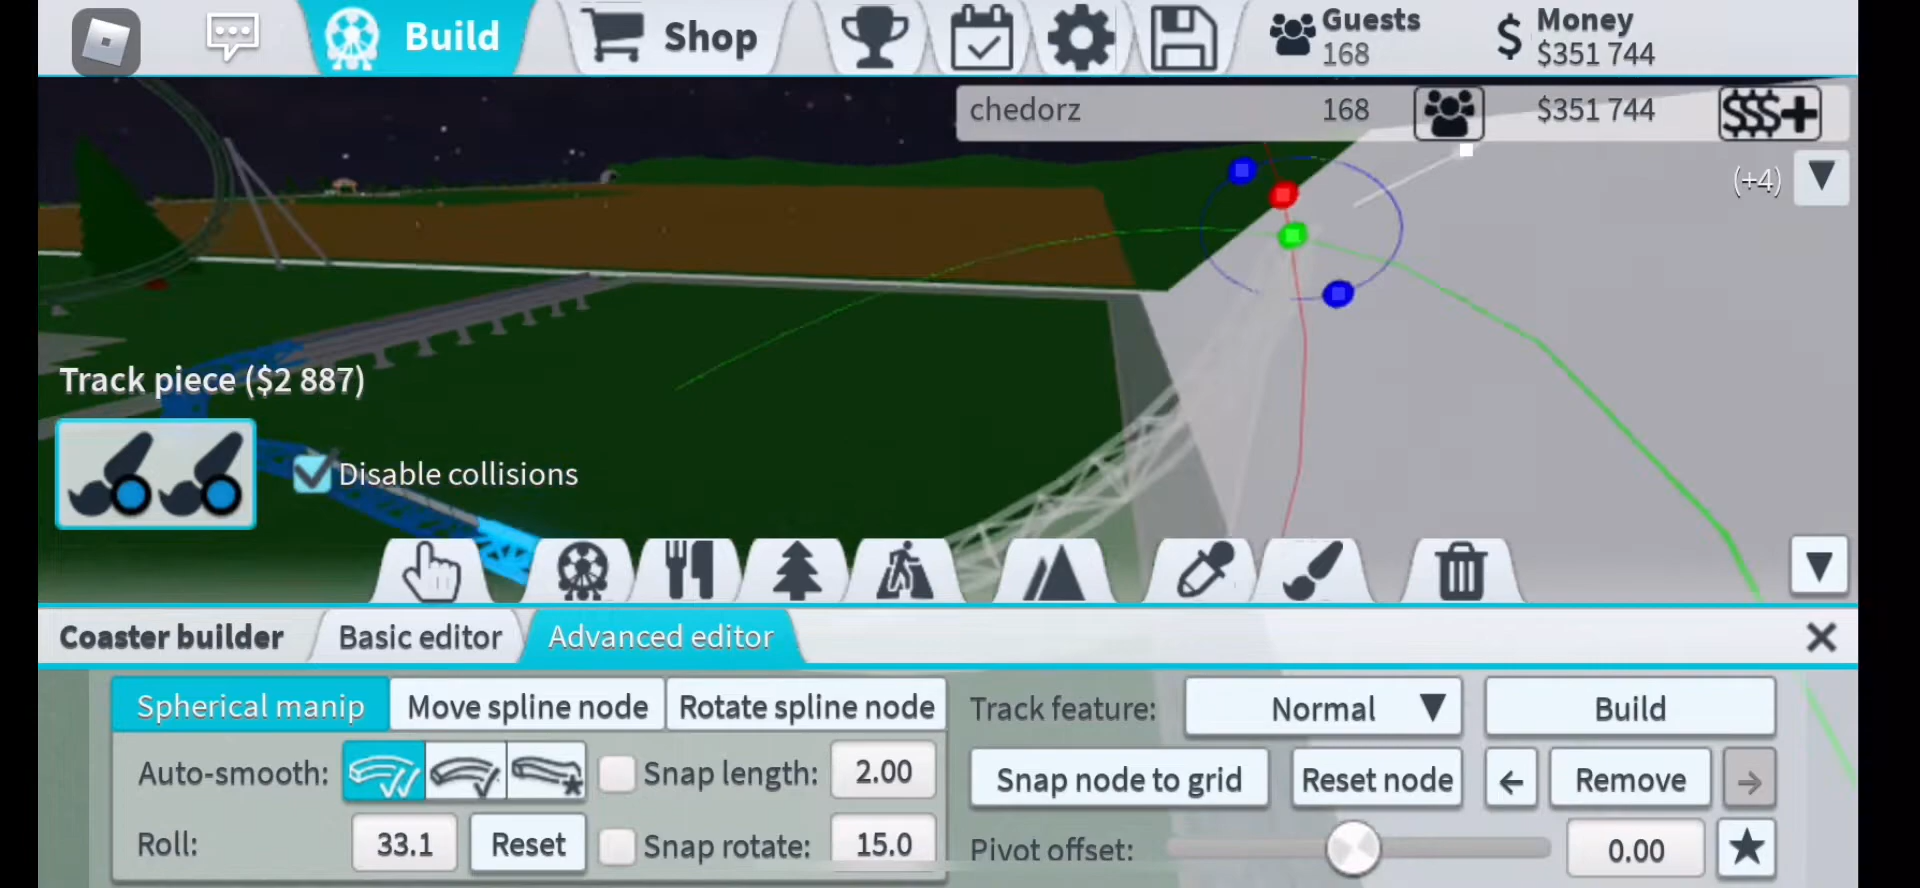 Build
Shop
Guests
168
$
Money
$351 744
chedorz
168
$351 744
$$$+
(+4)
Track piece ($2 887)
Disable collisions
Coaster builder
Basic editor
Advanced editor
Spherical manip
Move spline node
Rotate spline node
Track feature:
Normal
Build
Auto-smooth:
Snap length:
2.00
Snap node to grid
Reset node
Remove
Roll:
33.1
Reset
Snap rotate:
15.0
Pivot offset:
0.00